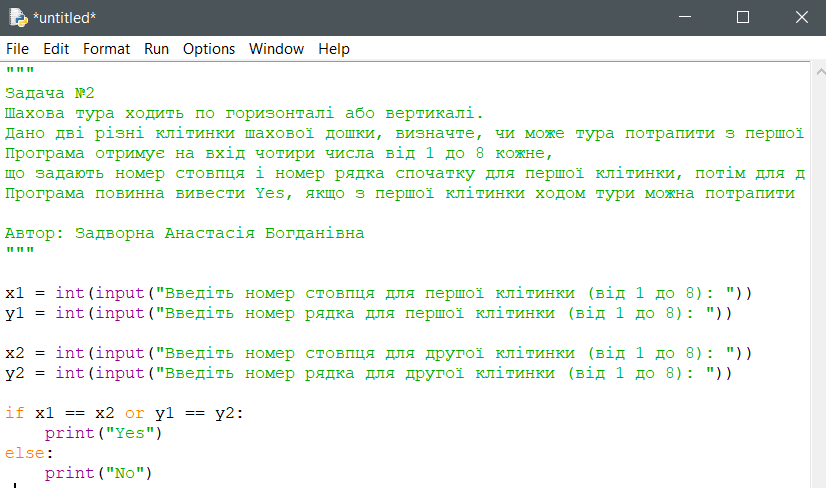 *untitled*
File Edit Format Run Options Window Help
"""
Задача №2
Шахова тура ходить по горизонталі або вертикалі.
Дано дві різні клітинки шахової дошки, визначте, чи може тура потрапити з першої
Програма отримує на вхід чотири числа від 1 до 8 кожне,
що задають номер стовпця і номер рядка спочатку для першої клітинки, потім для д
Програма повинна вивести Yes, якщо з першої клітинки ходом тури можна потрапити
Автор: Задворна Анастасія Богданівна
"""
x1 = int(input("Введіть номер стовпця для першої клітинки (від 1 до 8): "))
y1 = int(input("Введіть номер рядка для першої клітинки (від 1 до 8): "))
x2 = int(input("Введіть номер стовпця для другої клітинки (від 1 до 8): "))
y2 = int(input("Введіть номер рядка для другої клітинки (від 1 до 8): "))
if x1 == x2 or y1 == y2:
    print("Yes")
else:
    print("No")